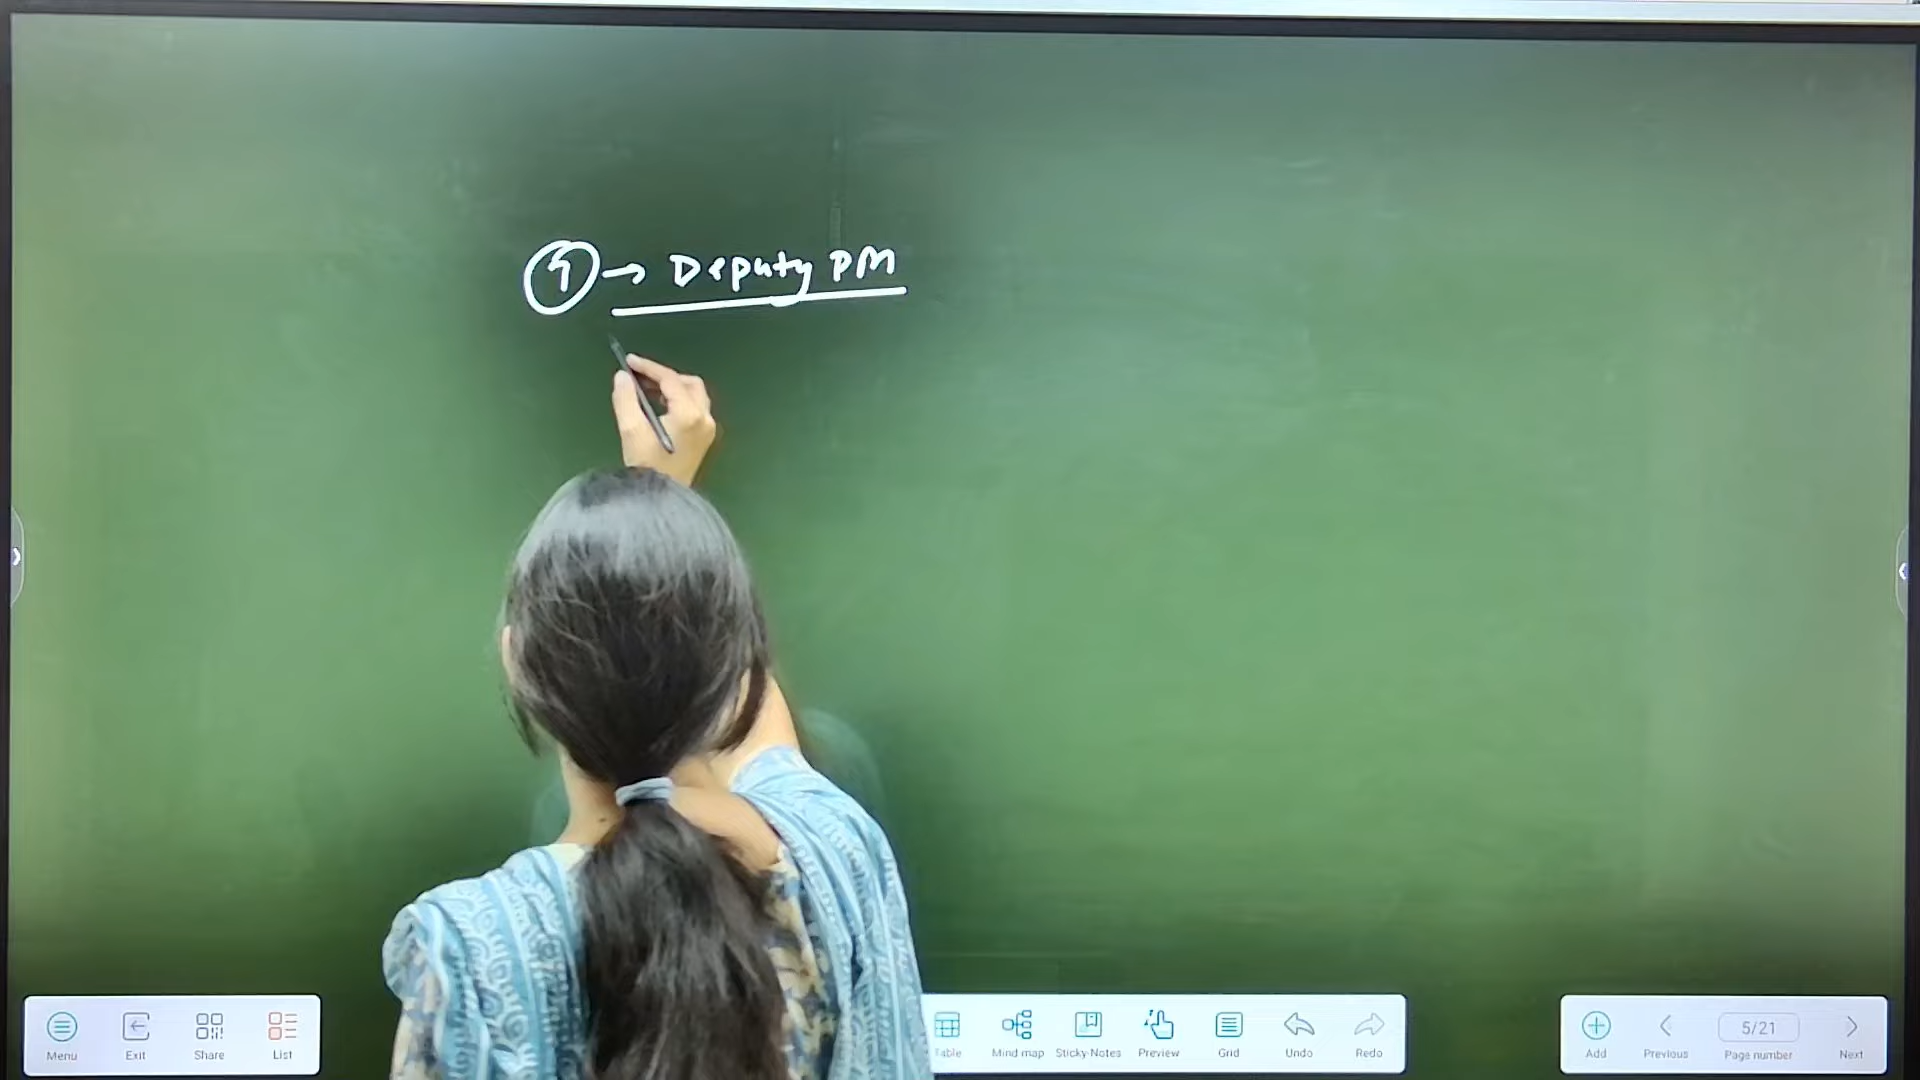 9 → Deputy PM
Menu Exit Share List
Table Mind map Sticky-Notes Preview Grid Undo Redo
Add Previous 5/21 Page number Next